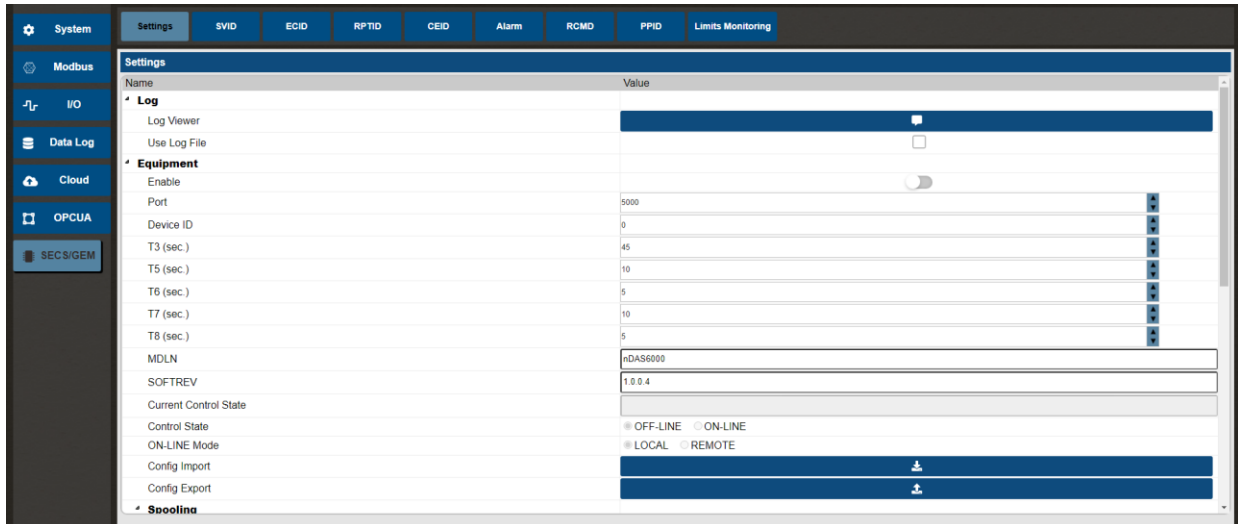 System
Modbus
I/O
Data Log
Cloud
OPCUA
SECS/GEM
Settings SVID ECID RPTID CEID Alarm RCMD PPID Limits Monitoring
Settings
Name Value
Log
Log Viewer
Use Log File
Equipment
Enable
Port 5000
Device ID 0
T3 (sec.) 45
T5 (sec.) 10
T6 (sec.) 5
T7 (sec.) 10
T8 (sec.) 5
MDLN nDAS6000
SOFTREV 1.0.0.4
Current Control State
Control State OFF-LINE ON-LINE
ON-LINE Mode LOCAL REMOTE
Config Import
Config Export
Spooling